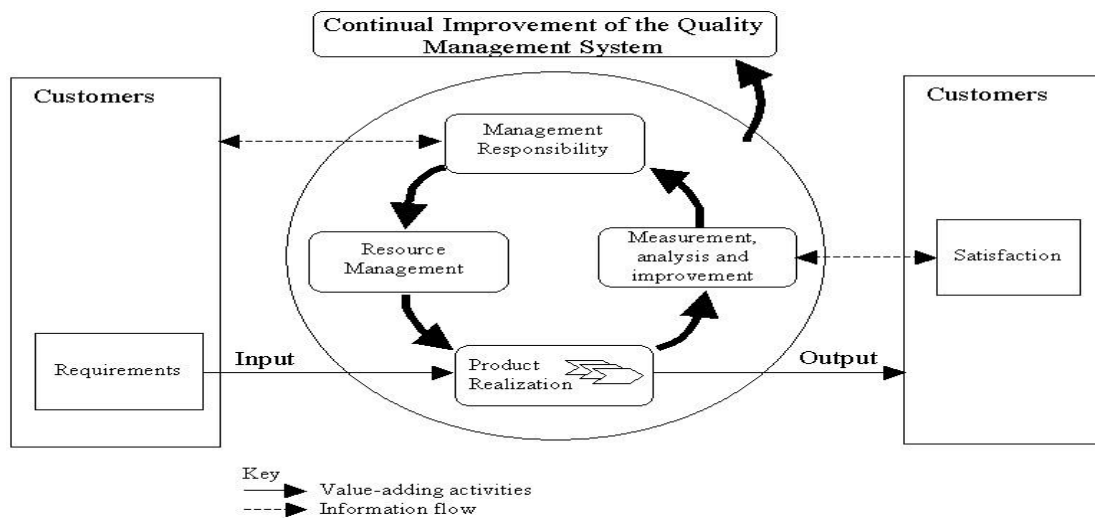 Continual Improvement of the Quality
Management System
Customers
Customers
Management
Responsibility
Resource
Management
Measurement,
analysis and
improvement
Satisfaction
Requirements
Input
Product
Realization
Output
Key
Value-adding activities
Information flow